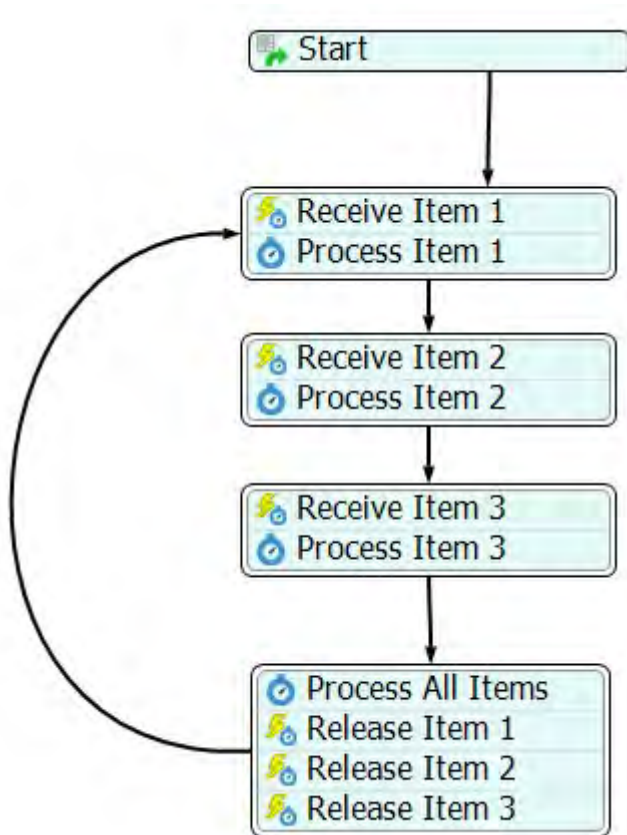 Start
Receive Item 1
Process Item 1
Receive Item 2
Process Item 2
Receive Item 3
Process Item 3
Process All Items
Release Item 1
Release Item 2
Release Item 3